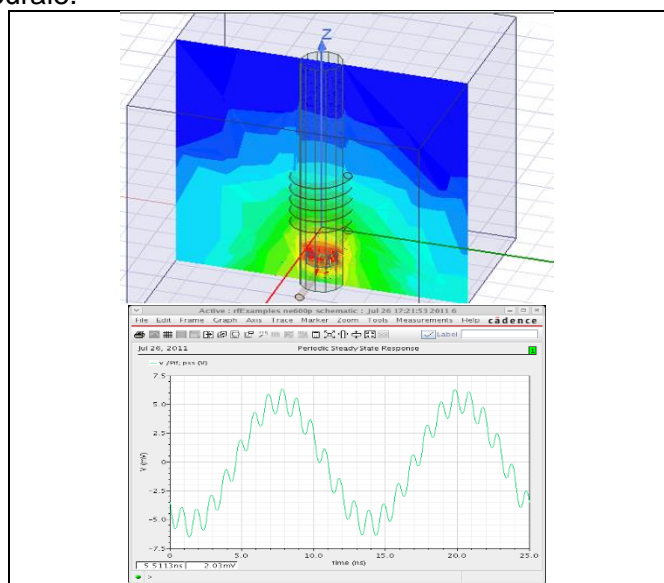 Z
Active : rfExamples ne600p schematic : Jul 26 17:21:53 2011 6
File Edit Frame Graph Axis Trace Marker Zoom Tools Measurements Help cādence
Label
Jul 26, 2011 Periodic Steady State Response 1
7.5
5.0
2.5
V (mV)
0
-2.5
-5.0
-7.5
0 5.0 10.0 15.0 20.0 25.0
time (ns)
5.5113ns 2.03mV
>